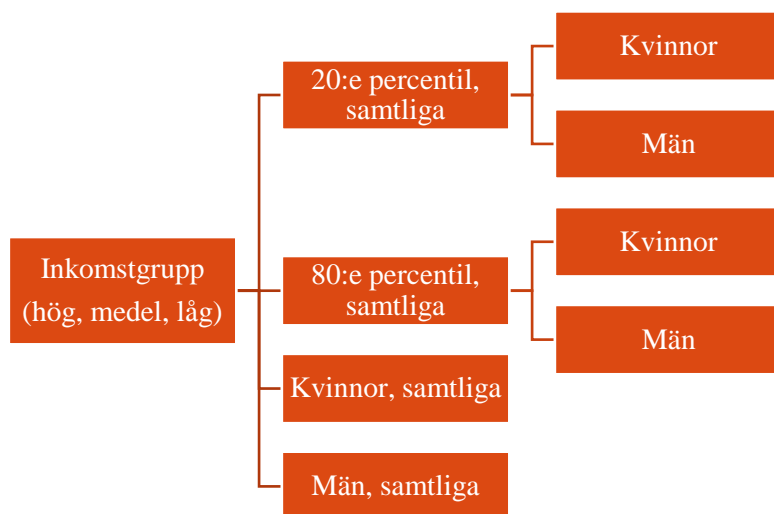 Inkomstgrupp
(hög, medel, låg)
20:e percentil,
samtliga
Kvinnor
Män
80:e percentil,
samtliga
Kvinnor
Män
Kvinnor, samtliga
Män, samtliga